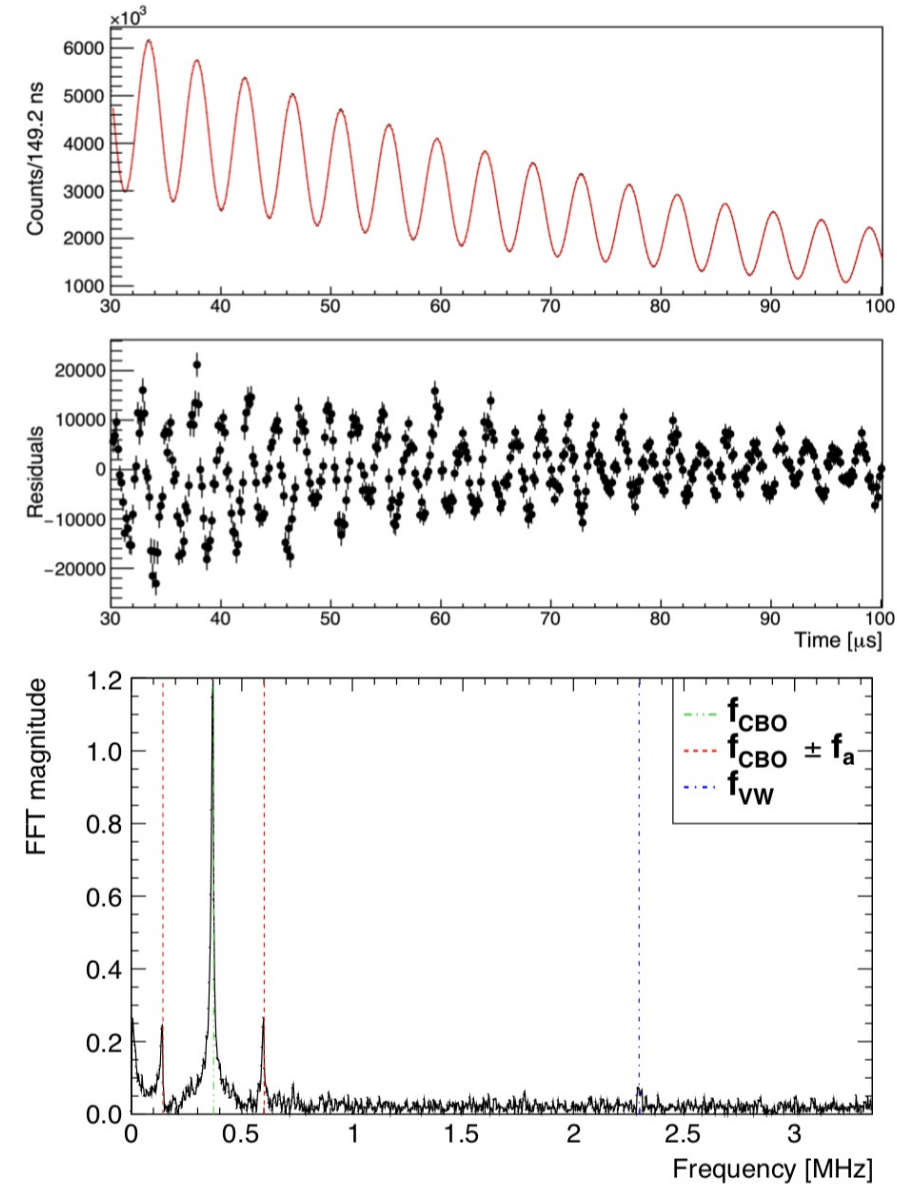 ×10³
6000
5000
4000
3000
2000
1000
Counts/149.2 ns
30 40 50 60 70 80 90 100
20000
10000
0
−10000
−20000
Residuals
30 40 50 60 70 80 90 100
Time [μs]
1.2
1.0
0.8
0.6
0.4
0.2
0.0
FFT magnitude
f_CBO
f_CBO ± f_a
f_VW
0 0.5 1 1.5 2 2.5 3
Frequency [MHz]